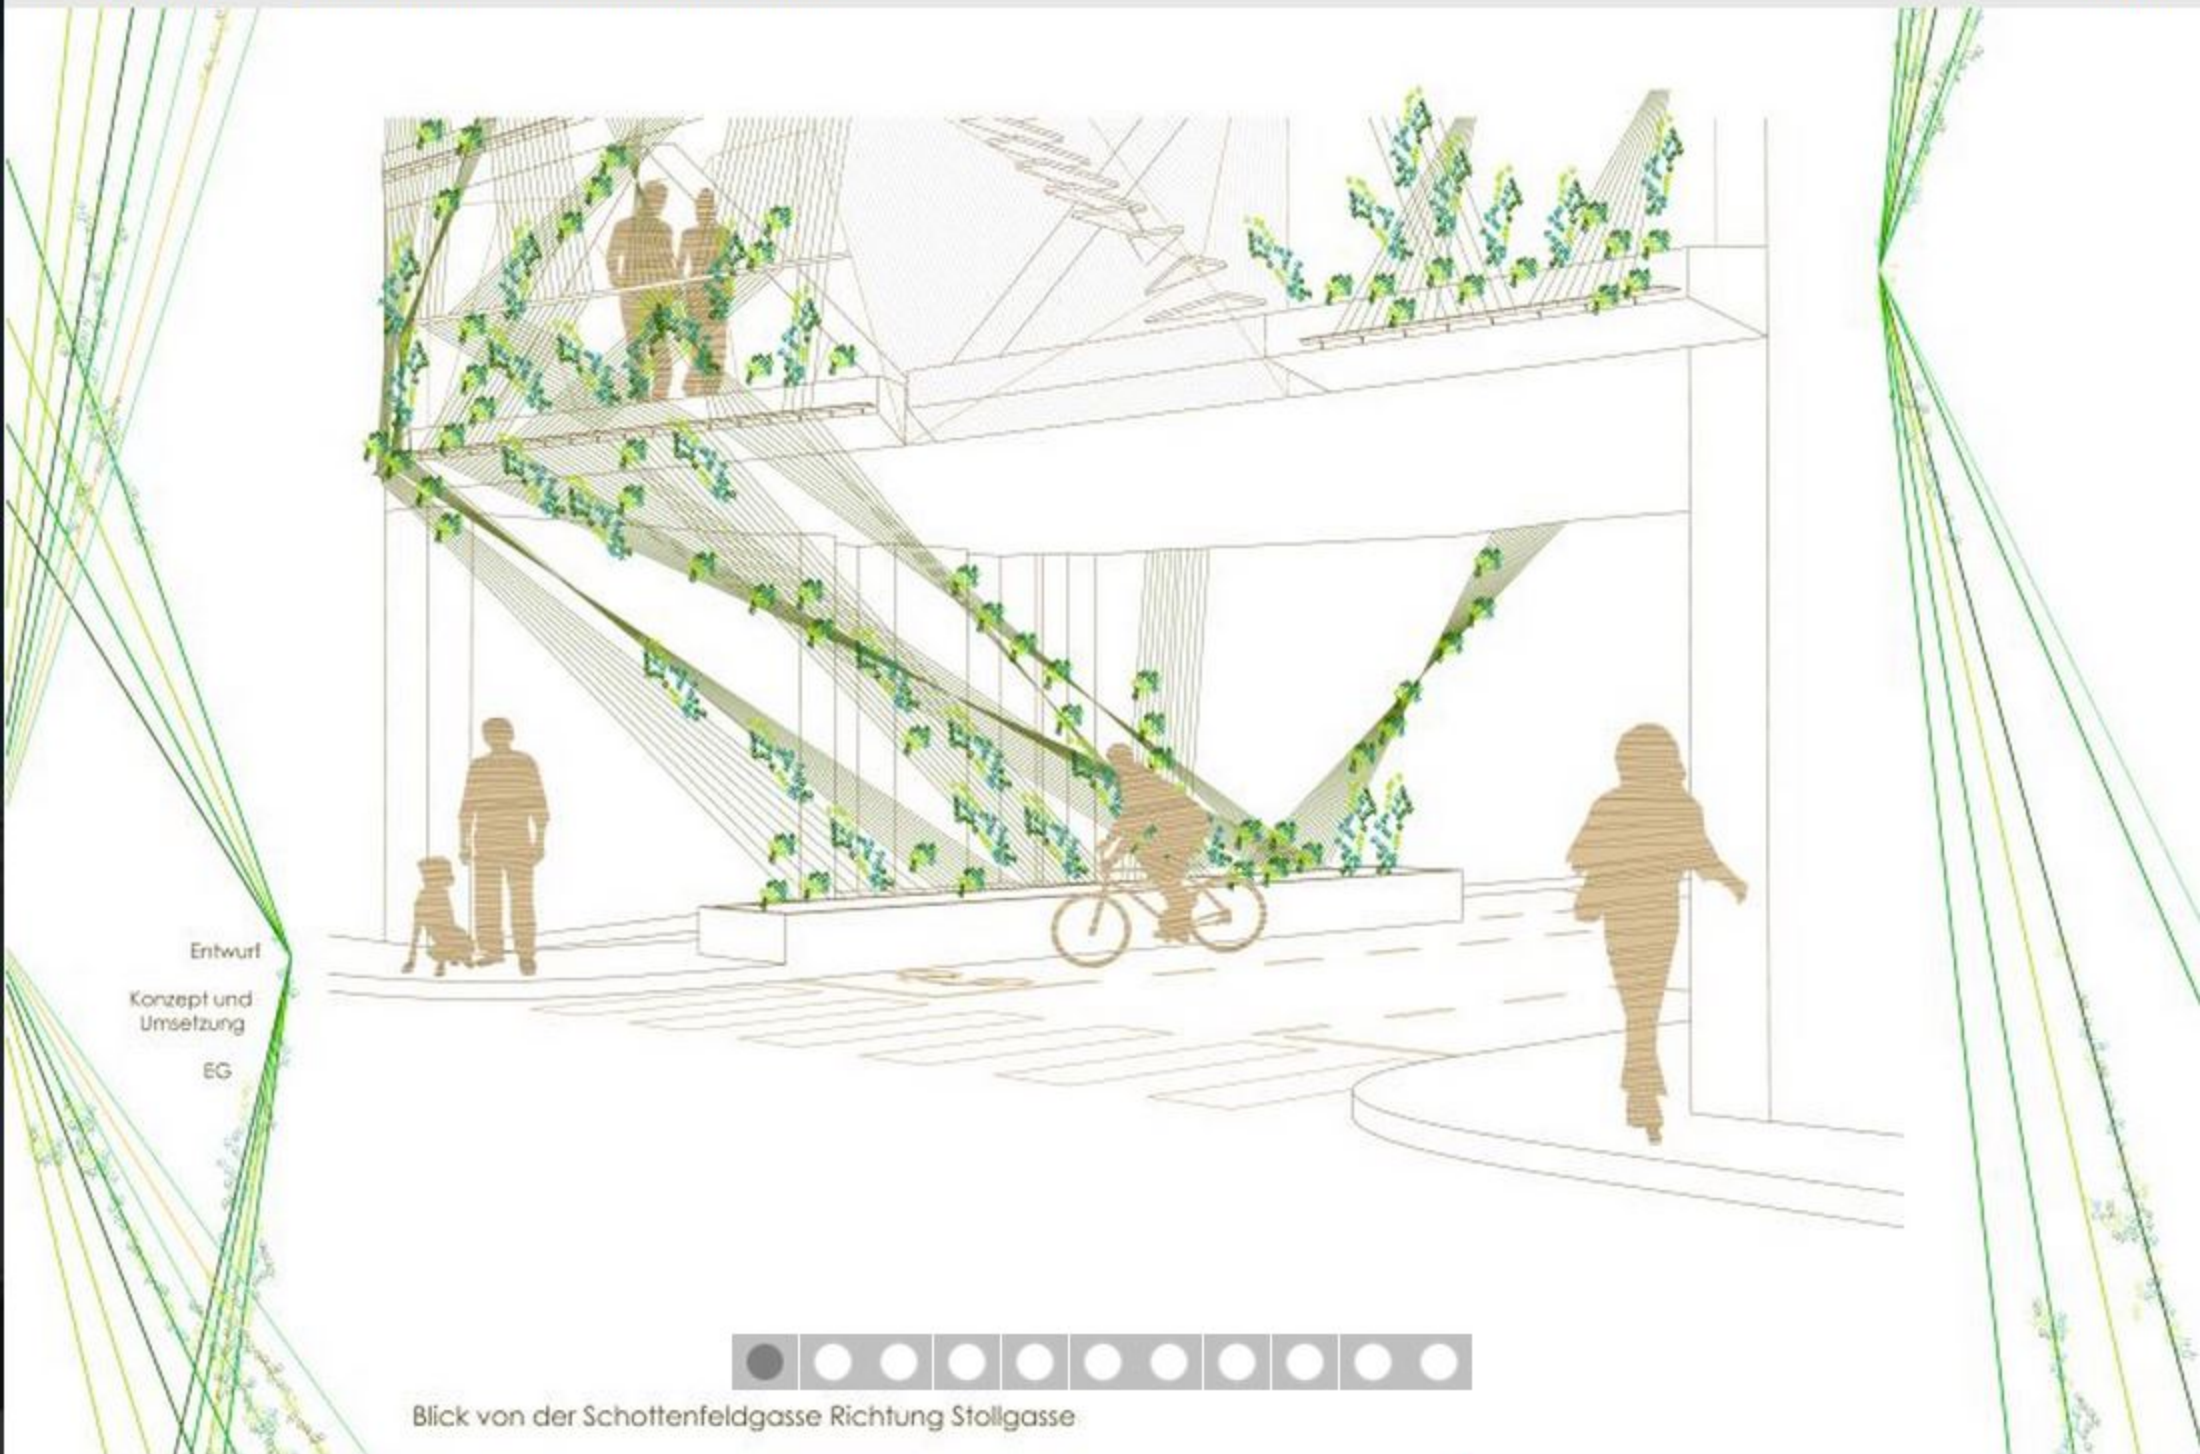 Entwurf
Konzept und
Umsetzung
EG
Blick von der Schottenfeldgasse Richtung Stollgasse